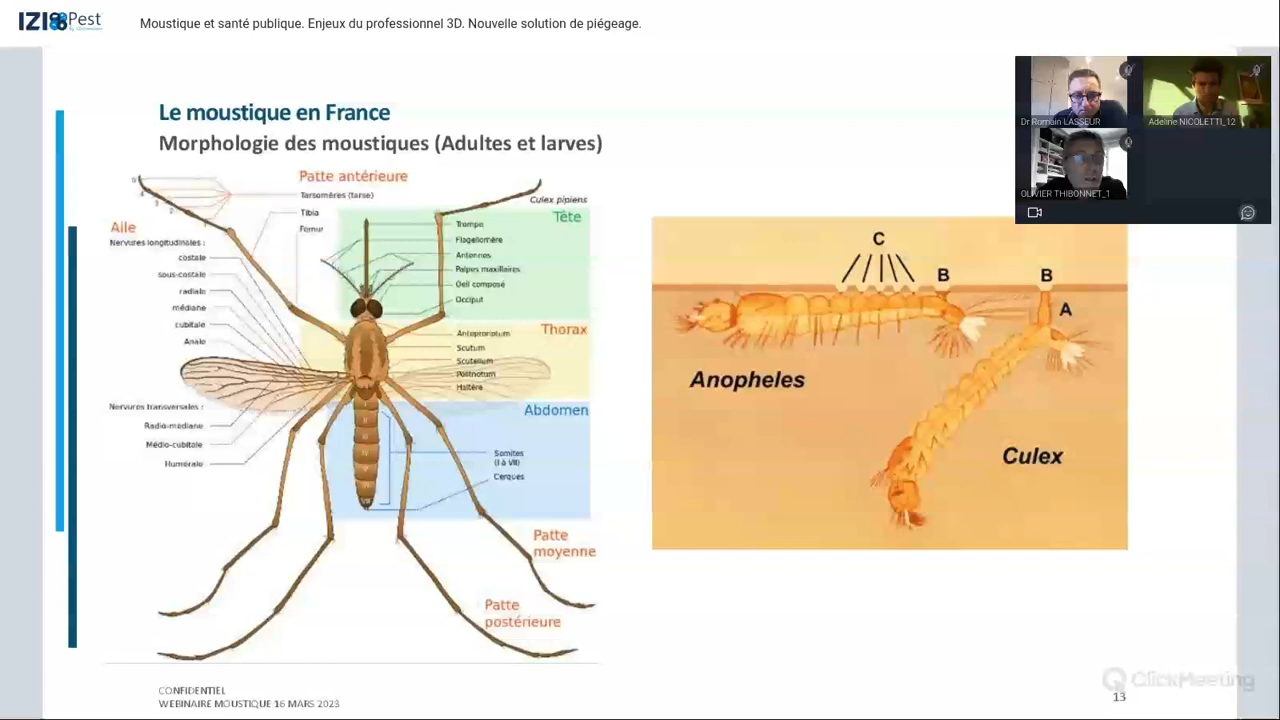 IZI Pest
Moustique et santé publique. Enjeux du professionnel 3D. Nouvelle solution de piégeage.
Dr Romain LASSEUR
Adeline NICOLETTI_12
OLIVIER THIBONNET_1
Le moustique en France
Morphologie des moustiques (Adultes et larves)
Patte antérieure
Tarsomères (tarse)
Tibia
Femur
Culex pipiens
Tête
Trompe
Flagellomère
Antennes
Palpes maxillaires
Oeil composé
Occiput
Aile
Nervures longitudinales :
costale
sous-costale
radiale
médiane
cubitale
Anale
Thorax
Antepronotum
Scutum
Scutellum
Postnotum
Haltère
Nervures transversales :
Radio-médiane
Médio-cubitale
Humérale
Abdomen
Somites
(I à VII)
Cerques
Patte
moyenne
Patte
postérieure
C
B
B
A
Anopheles
Culex
CONFIDENTIEL
WEBINAIRE MOUSTIQUE 16 MARS 2023
ClickMeeting
13